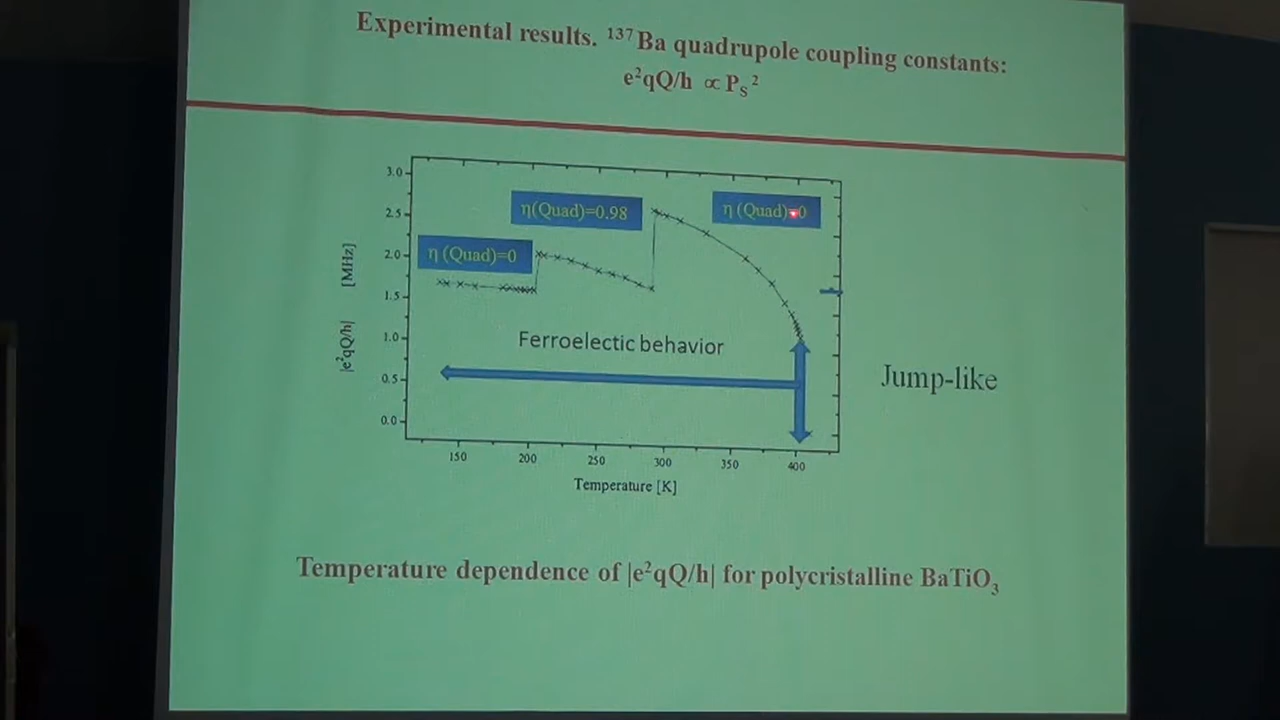 Experimental results. ¹³⁷Ba quadrupole coupling constants:
e²qQ/h ∝ P_S²
3.0
2.5
2.0
1.5
1.0
0.5
0.0
|e²qQ/h| [MHz]
η(Quad)=0.98
η (Quad)=0
η (Quad)=0
Ferroelectic behavior
Jump-like
150 200 250 300 350 400
Temperature [K]
Temperature dependence of |e²qQ/h| for polycristalline BaTiO₃